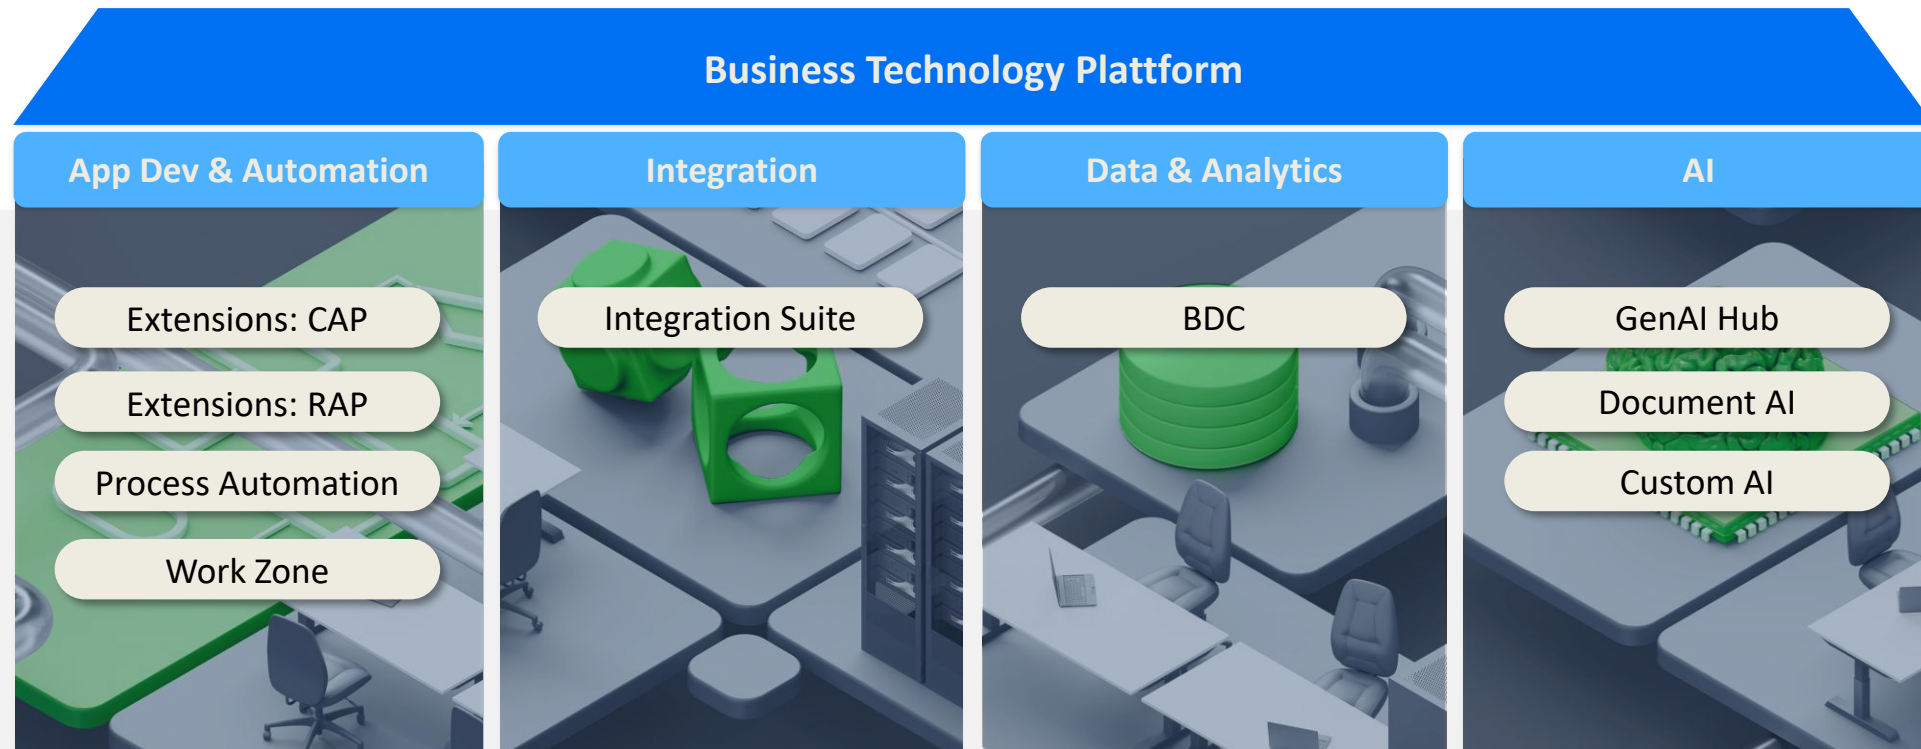 Business Technology Plattform
App Dev & Automation
Extensions: CAP
Extensions: RAP
Process Automation
Work Zone
Integration
Integration Suite
Data & Analytics
BDC
AI
GenAI Hub
Document AI
Custom AI